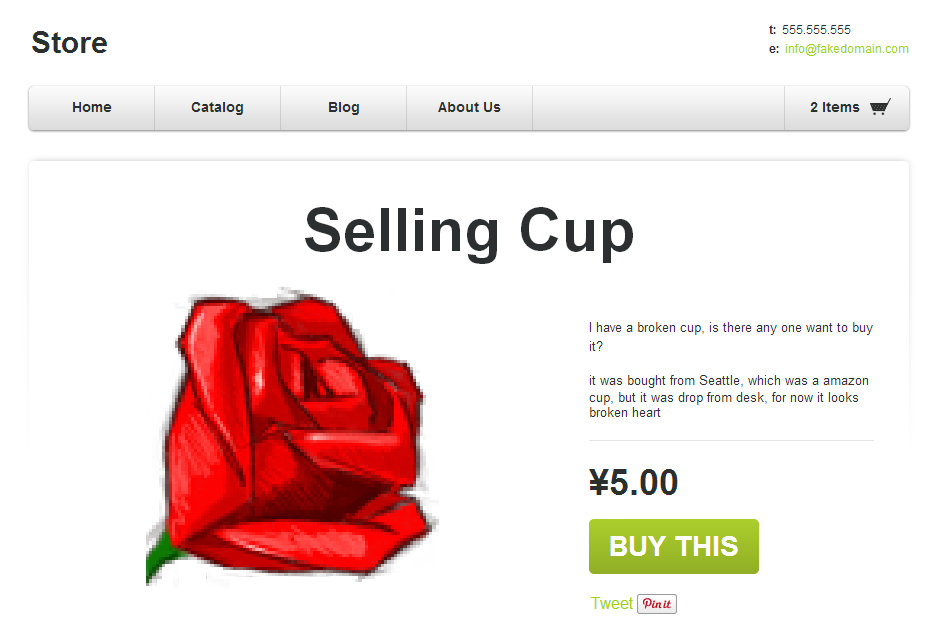 Store
t: 555.555.555
e: info@fakedomain.com
Home Catalog Blog About Us 2 Items
Selling Cup
I have a broken cup, is there any one want to buy
it?
it was bought from Seattle, which was a amazon
cup, but it was drop from desk, for now it looks
broken heart
¥5.00
BUY THIS
Tweet Pin it